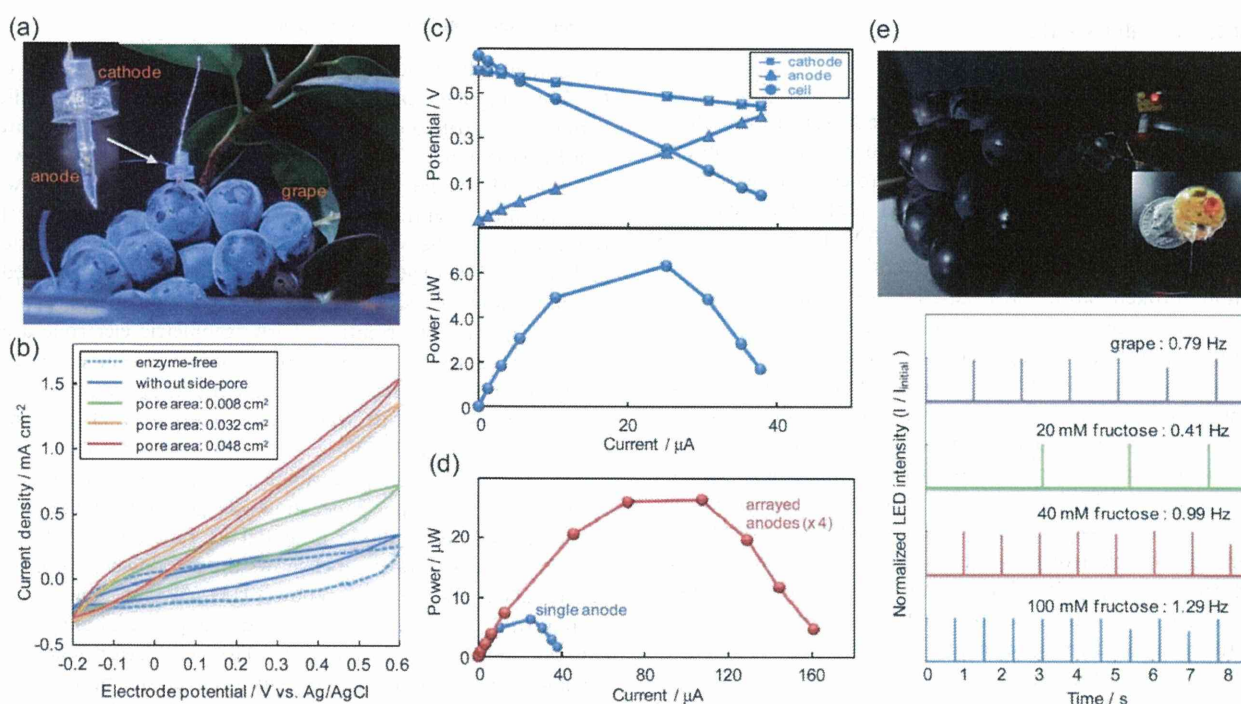 (a)
cathode
anode
grape
(b)
Current density / mA cm⁻²
1.5
1.0
0.5
0.0
-0.5
enzyme-free
without side-pore
pore area: 0.008 cm²
pore area: 0.032 cm²
pore area: 0.048 cm²
-0.2 -0.1 0 0.1 0.2 0.3 0.4 0.5 0.6
Electrode potential / V vs. Ag/AgCl
(c)
Potential / V
0.5
0.3
0.1
cathode
anode
cell
Power / μW
6.0
4.0
2.0
0
0 20 40
Current / μA
(d)
Power / μW
20
10
0
arrayed
anodes (x 4)
single anode
0 40 80 120 160
Current / μA
(e)
Normalized LED intensity (I / Iinitial)
grape : 0.79 Hz
20 mM fructose : 0.41 Hz
40 mM fructose : 0.99 Hz
100 mM fructose : 1.29 Hz
0 1 2 3 4 5 6 7 8
Time / s